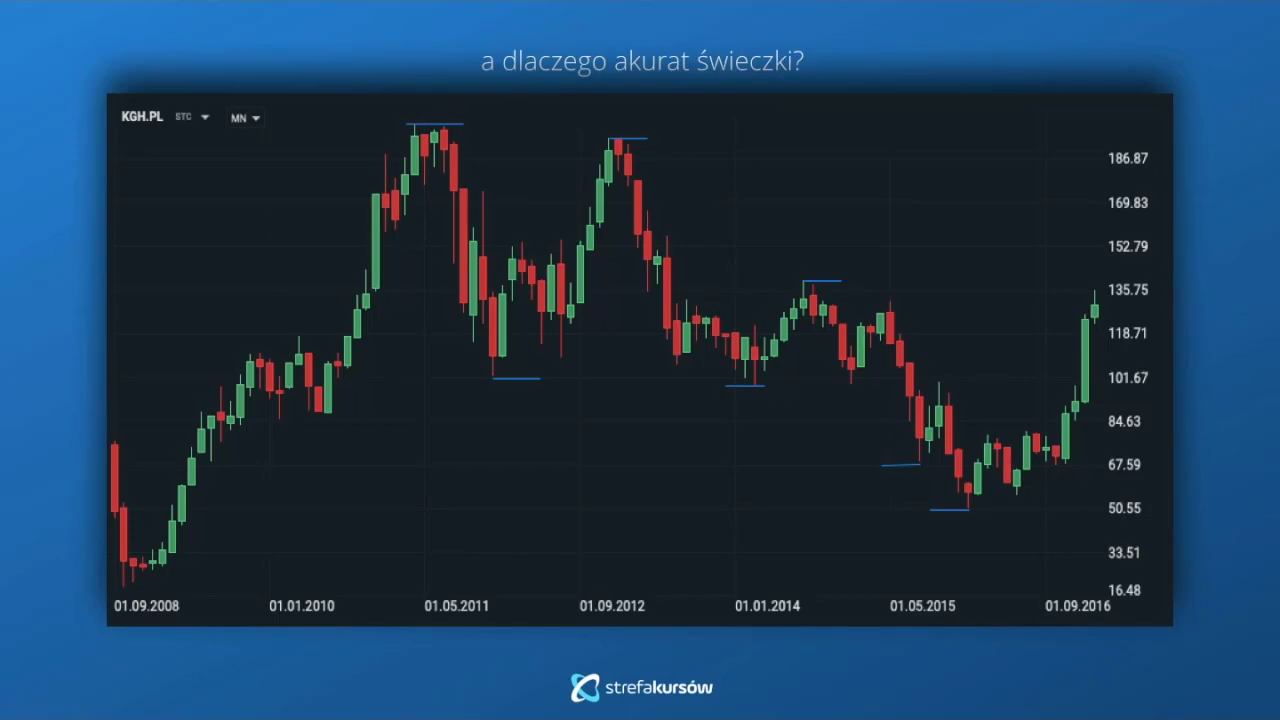 a dlaczego akurat świeczki?
KGH.PL STC MN
186.87
169.83
152.79
135.75
118.71
101.67
84.63
67.59
50.55
33.51
16.48
01.09.2008 01.01.2010 01.05.2011 01.09.2012 01.01.2014 01.05.2015 01.09.2016
strefakursów